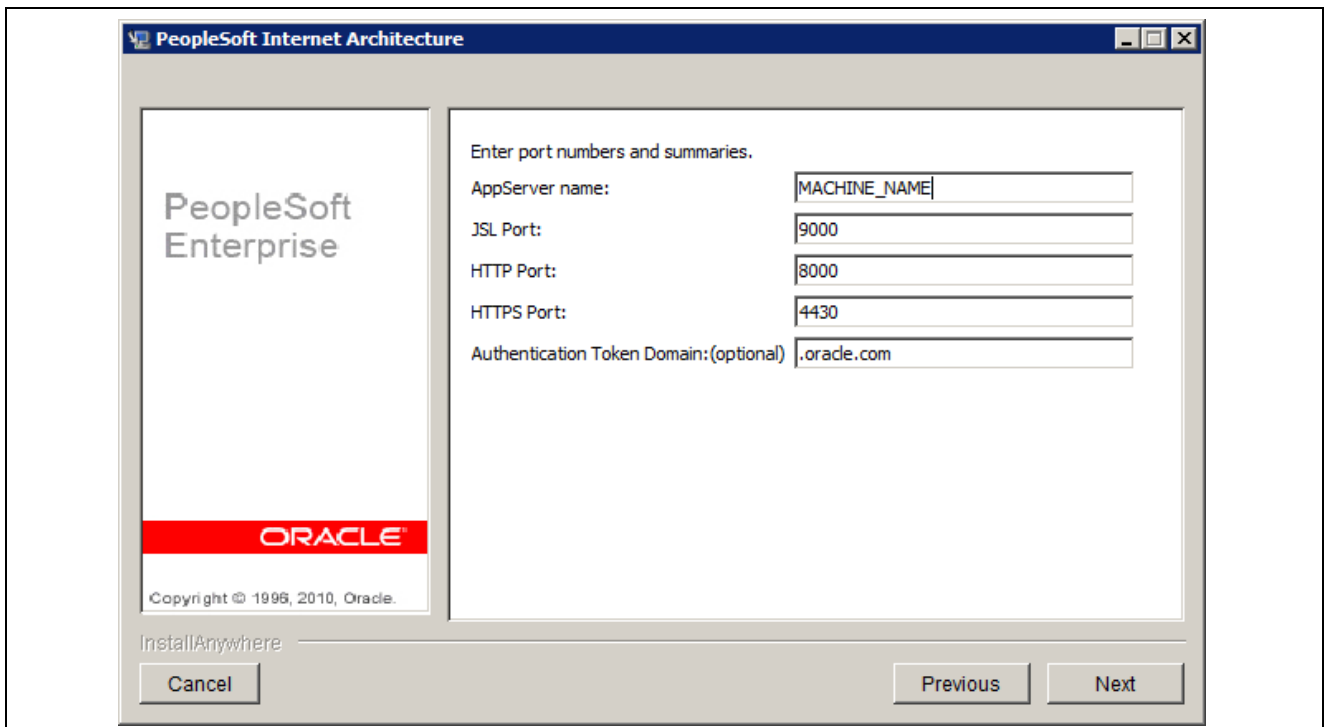 PeopleSoft Internet Architecture
PeopleSoft
Enterprise
ORACLE®
Copyright © 1996, 2010, Oracle.
Enter port numbers and summaries.
AppServer name: MACHINE_NAME
JSL Port: 9000
HTTP Port: 8000
HTTPS Port: 4430
Authentication Token Domain:(optional) .oracle.com
InstallAnywhere
Cancel Previous Next